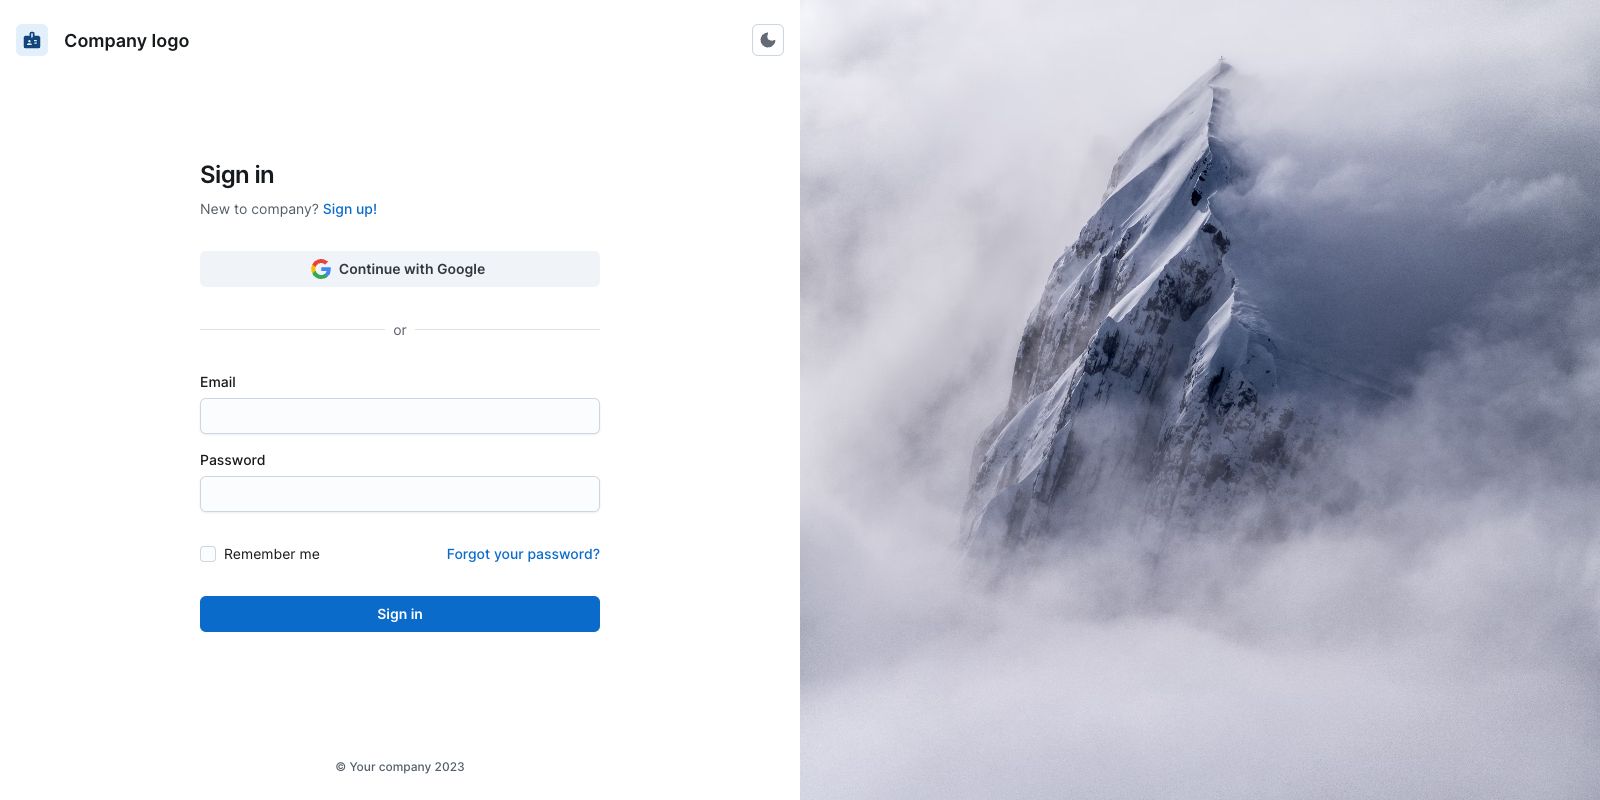 Company logo
Sign in
New to company? Sign up!
Continue with Google
or
Email
Password
Remember me
Forgot your password?
Sign in
© Your company 2023